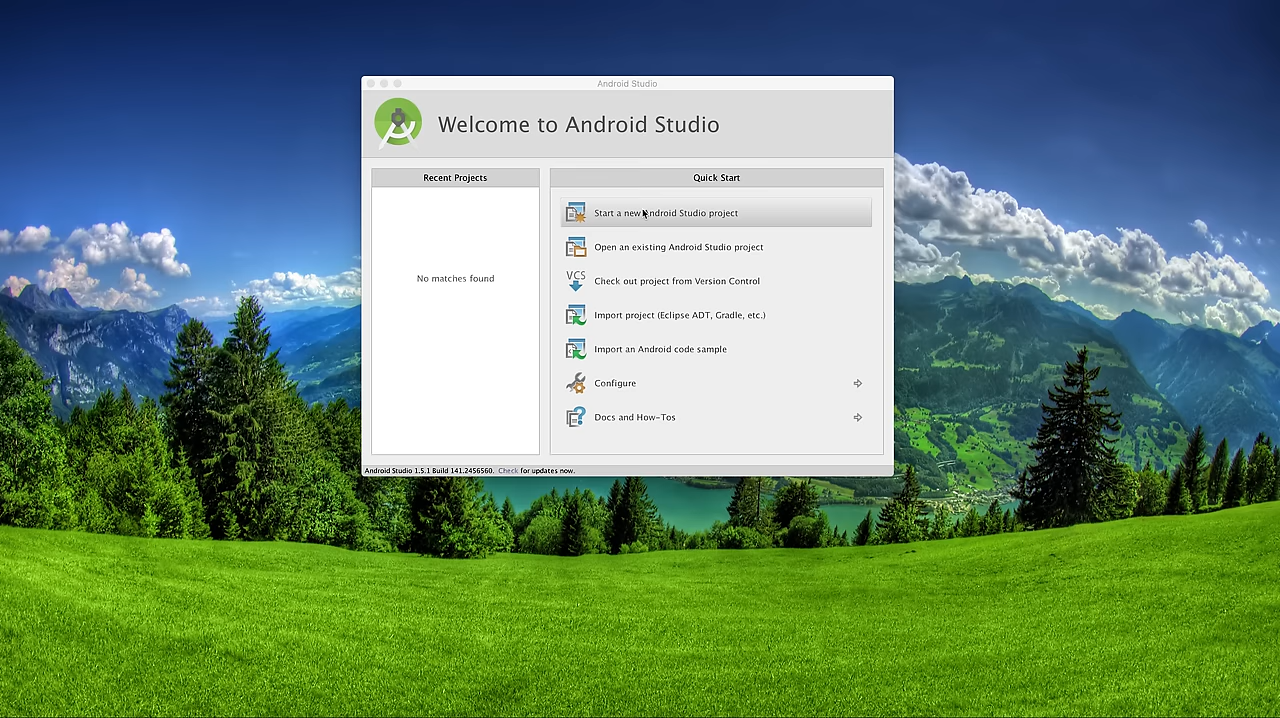 Android Studio
Welcome to Android Studio
Recent Projects
No matches found
Quick Start
Start a new Android Studio project
Open an existing Android Studio project
VCS
Check out project from Version Control
Import project (Eclipse ADT, Gradle, etc.)
Import an Android code sample
Configure
Docs and How-Tos
Android Studio 1.5.1 Build 141.2456560. Check for updates now.